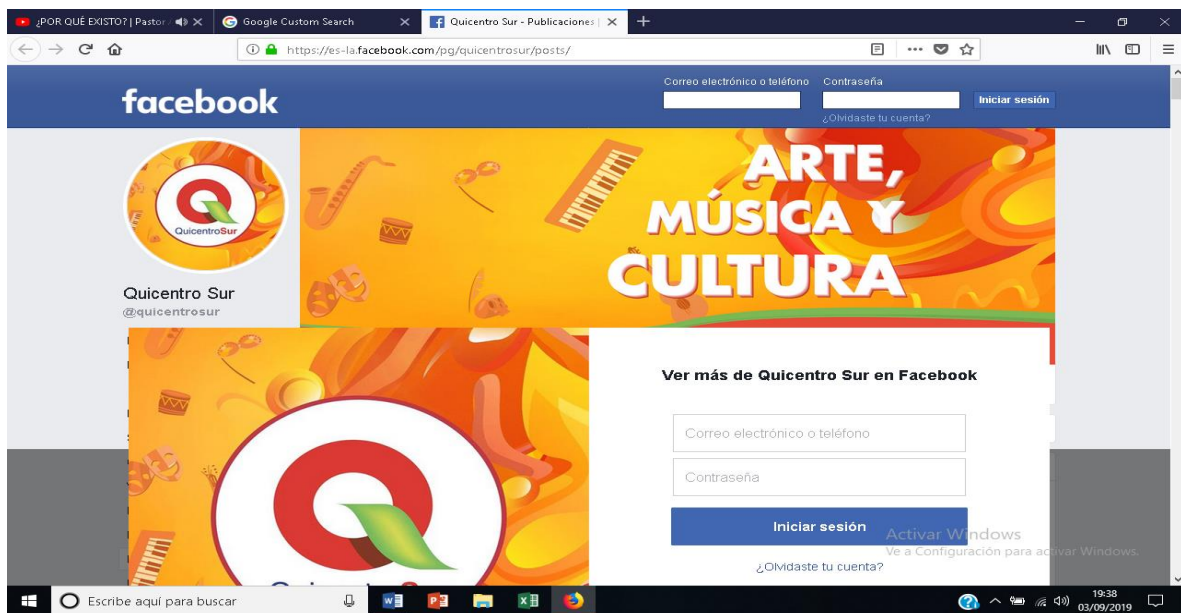 ¿POR QUÉ EXISTO? | Pastor
Google Custom Search
Quicentro Sur - Publicaciones |
https://es-la.facebook.com/pg/quicentrosur/posts/
facebook
Correo electrónico o teléfono
Contraseña
Iniciar sesión
¿Olvidaste tu cuenta?
QuicentroSur
ARTE,
MÚSICA Y
CULTURA
Quicentro Sur
@quicentrosur
Ver más de Quicentro Sur en Facebook
Correo electrónico o teléfono
Contraseña
Iniciar sesión
¿Olvidaste tu cuenta?
Activar Windows
Ve a Configuración para activar Windows.
Escribe aquí para buscar
19:38
03/09/2019